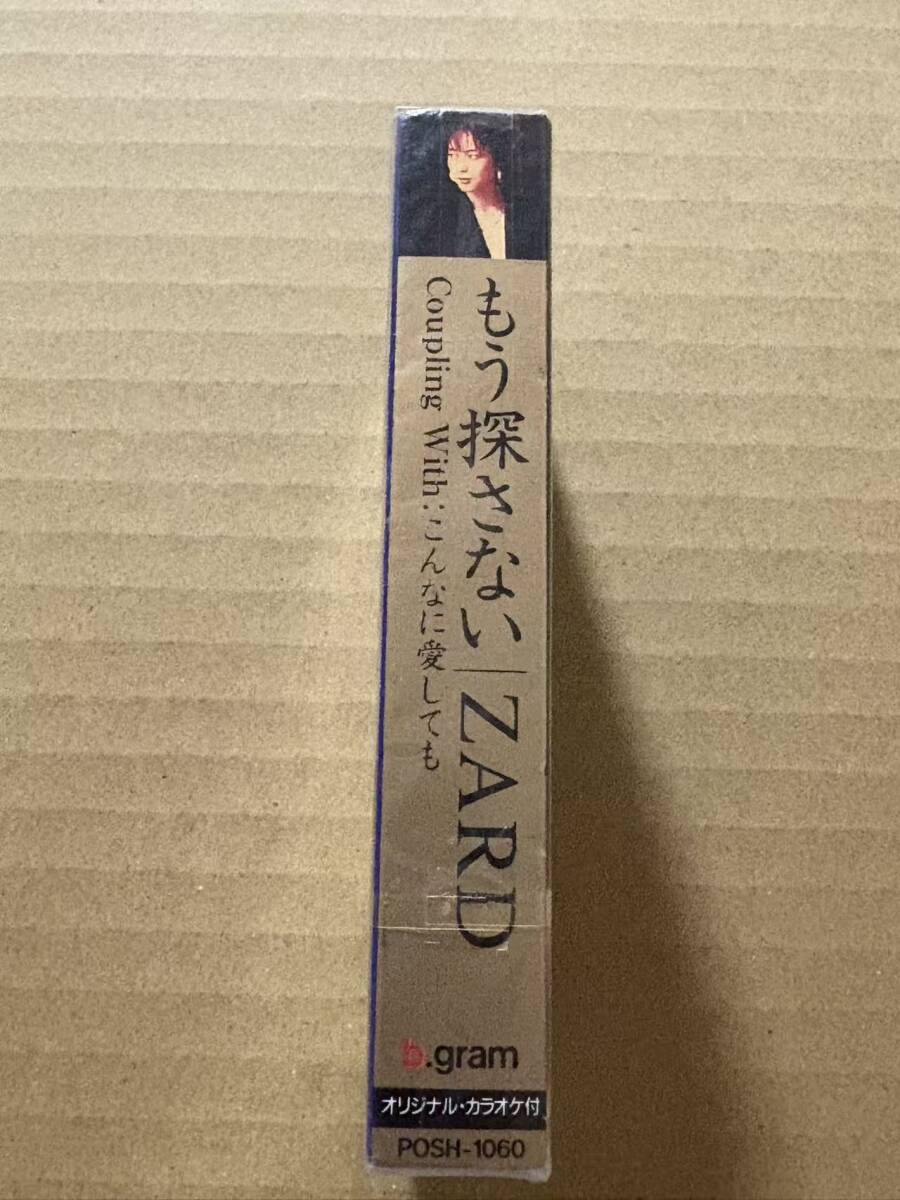 もう探さない｜ZARD
Coupling With：こんなに愛しても
b.gram
オリジナル・カラオケ付
POSH-1060